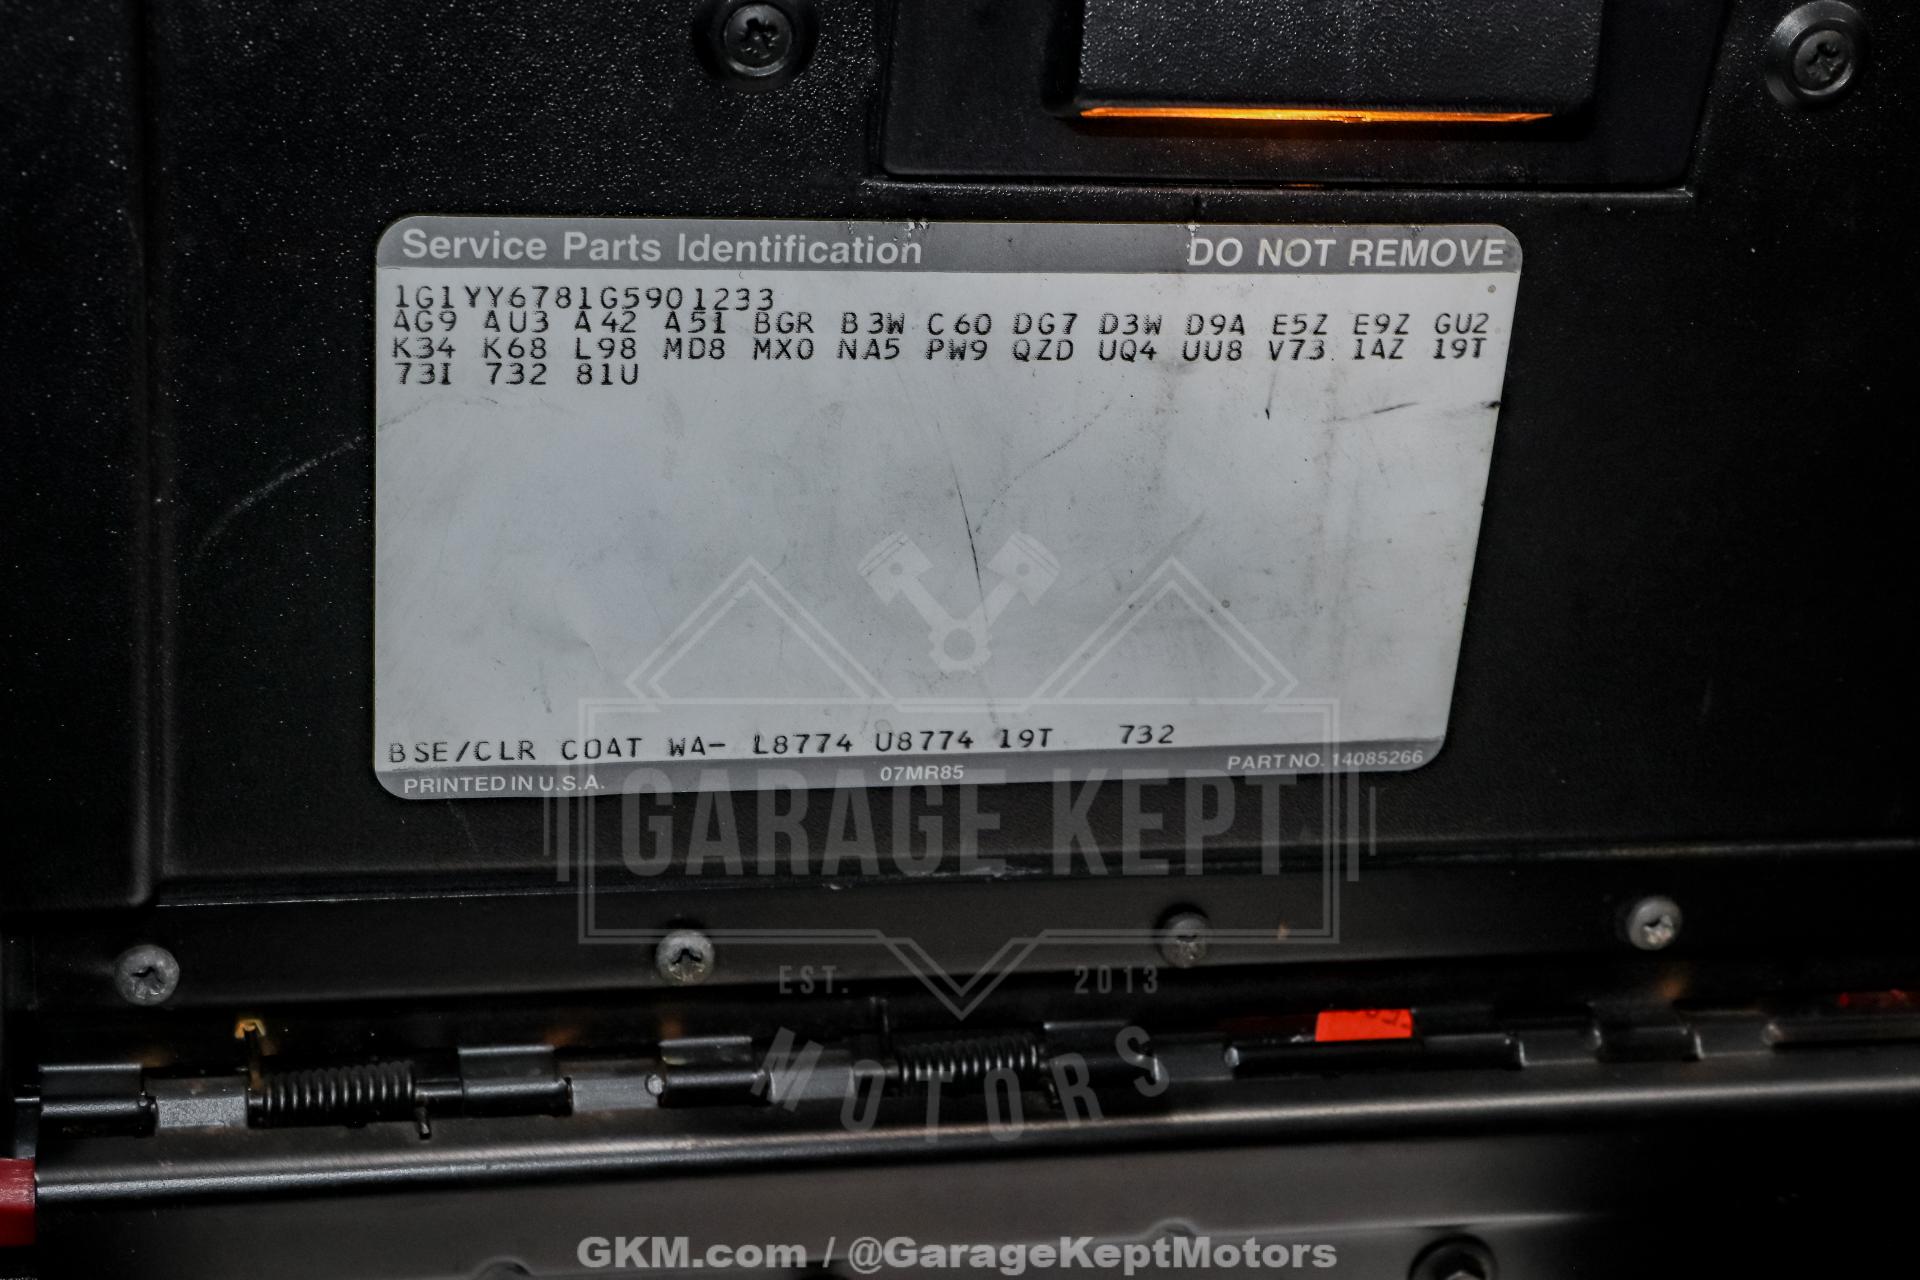 Service Parts Identification DO NOT REMOVE
1G1YY6781G5901233
AG9 AU3 A42 A51 BGR B3W C60 DG7 D3W D9A E5Z E9Z GU2
K34 K68 L98 MD8 MX0 NA5 PW9 QZD UQ4 UU8 V73 1AZ 19T
73I 732 81U
BSE/CLR COAT WA- L8774 U8774 19T 732
PRINTED IN U.S.A. 07MR85 PART NO. 14085266
GARAGE KEPT
EST. 2013
MOTORS
GKM.com / @GarageKeptMotors